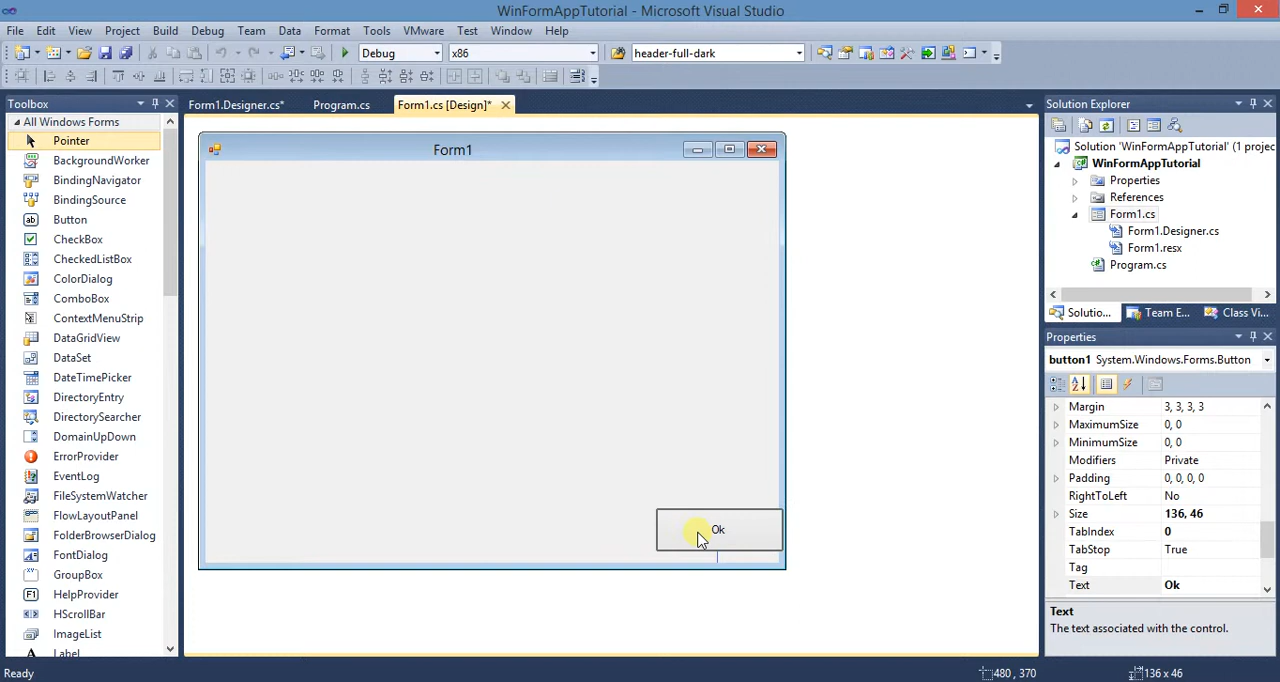 WinFormAppTutorial - Microsoft Visual Studio
File Edit View Project Build Debug Team Data Format Tools VMware Test Window Help
Debug x86 header-full-dark
Toolbox
All Windows Forms
Pointer
BackgroundWorker
BindingNavigator
BindingSource
Button
CheckBox
CheckedListBox
ColorDialog
ComboBox
ContextMenuStrip
DataGridView
DataSet
DateTimePicker
DirectoryEntry
DirectorySearcher
DomainUpDown
ErrorProvider
EventLog
FileSystemWatcher
FlowLayoutPanel
FolderBrowserDialog
FontDialog
GroupBox
HelpProvider
HScrollBar
ImageList
Label
Form1.Designer.cs* Program.cs Form1.cs [Design]*
Form1
Ok
Solution Explorer
Solution 'WinFormAppTutorial' (1 projec
WinFormAppTutorial
Properties
References
Form1.cs
Form1.Designer.cs
Form1.resx
Program.cs
Solutio... Team E... Class Vi...
Properties
button1 System.Windows.Forms.Button
Margin 3, 3, 3, 3
MaximumSize 0, 0
MinimumSize 0, 0
Modifiers Private
Padding 0, 0, 0, 0
RightToLeft No
Size 136, 46
TabIndex 0
TabStop True
Tag
Text Ok
Text
The text associated with the control.
Ready 480 , 370 136 x 46